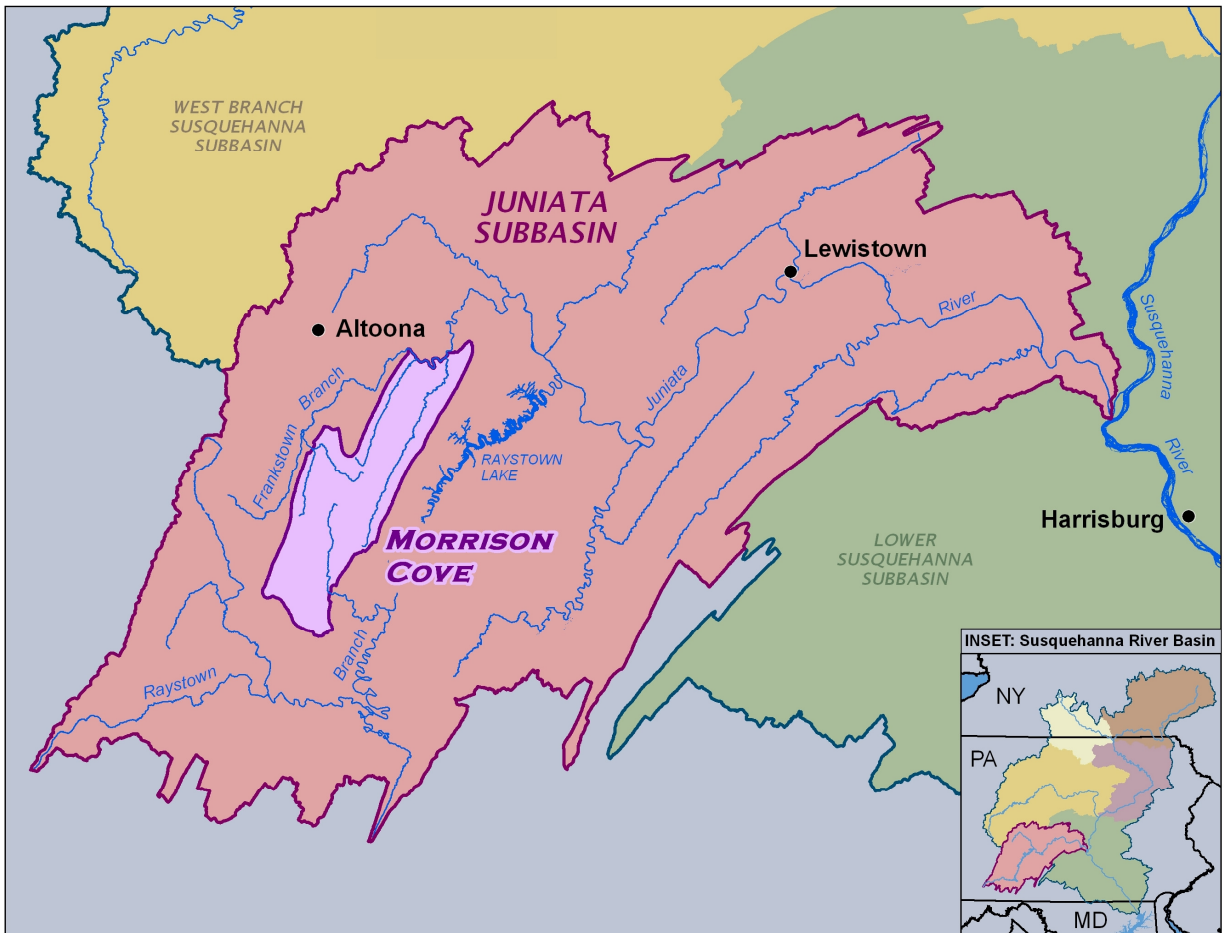 WEST BRANCH
SUSQUEHANNA
SUBBASIN
JUNIATA
SUBBASIN
Lewistown
Altoona
River
Susquehanna
River
Juniata
Frankstown Branch
RAYSTOWN
LAKE
Harrisburg
MORRISON
COVE
LOWER
SUSQUEHANNA
SUBBASIN
Raystown
Branch
INSET: Susquehanna River Basin
NY
PA
MD